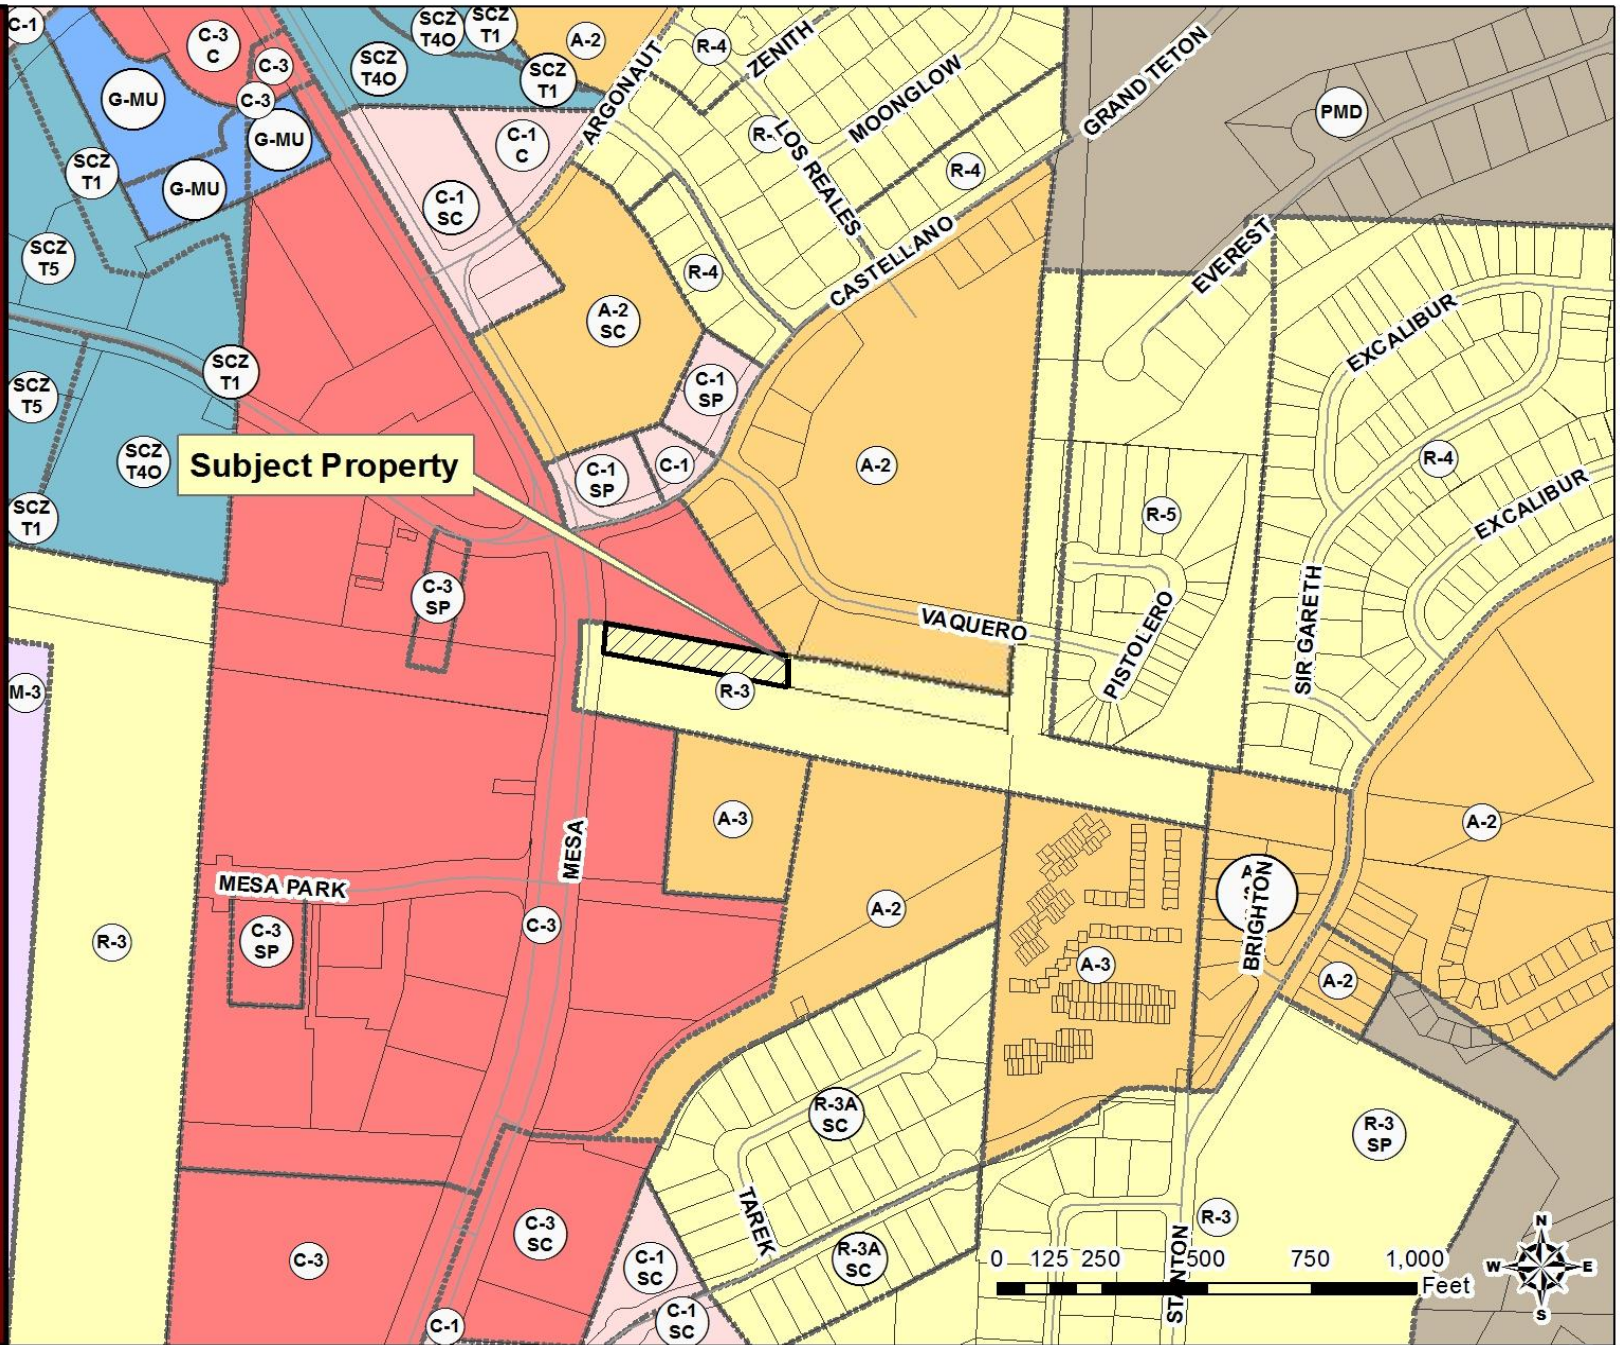 C-1
C-3
C
SCZ
T4O
SCZ
T1
A-2
R-4
ZENITH
GRAND TETON
C-3
SCZ
T4O
SCZ
T1
ARGONAUT
MOONGLOW
G-MU
C-3
PMD
G-MU
C-1
C
R-
LOS REALES
SCZ
T1
G-MU
R-4
C-1
SC
SCZ
T5
R-4
CASTELLANO
EVEREST
A-2
SC
EXCALIBUR
SCZ
T1
SCZ
T5
C-1
SP
SCZ
T4O
Subject Property
C-1
SP
C-1
A-2
R-4
EXCALIBUR
SCZ
T1
R-5
C-3
SP
VAQUERO
PISTOLERO
SIR GARETH
M-3
R-3
A-3
A-2
MESA
MESA PARK
A-2
BRIGHTON
C-3
SP
C-3
R-3
A-3
A-2
R-3A
SC
R-3
SP
TAREK
C-3
SC
R-3
C-3
C-1
SC
R-3A
SC
STANTON
C-1
C-1
SC
0 125 250 500 750 1,000
Feet
N
W
E
S